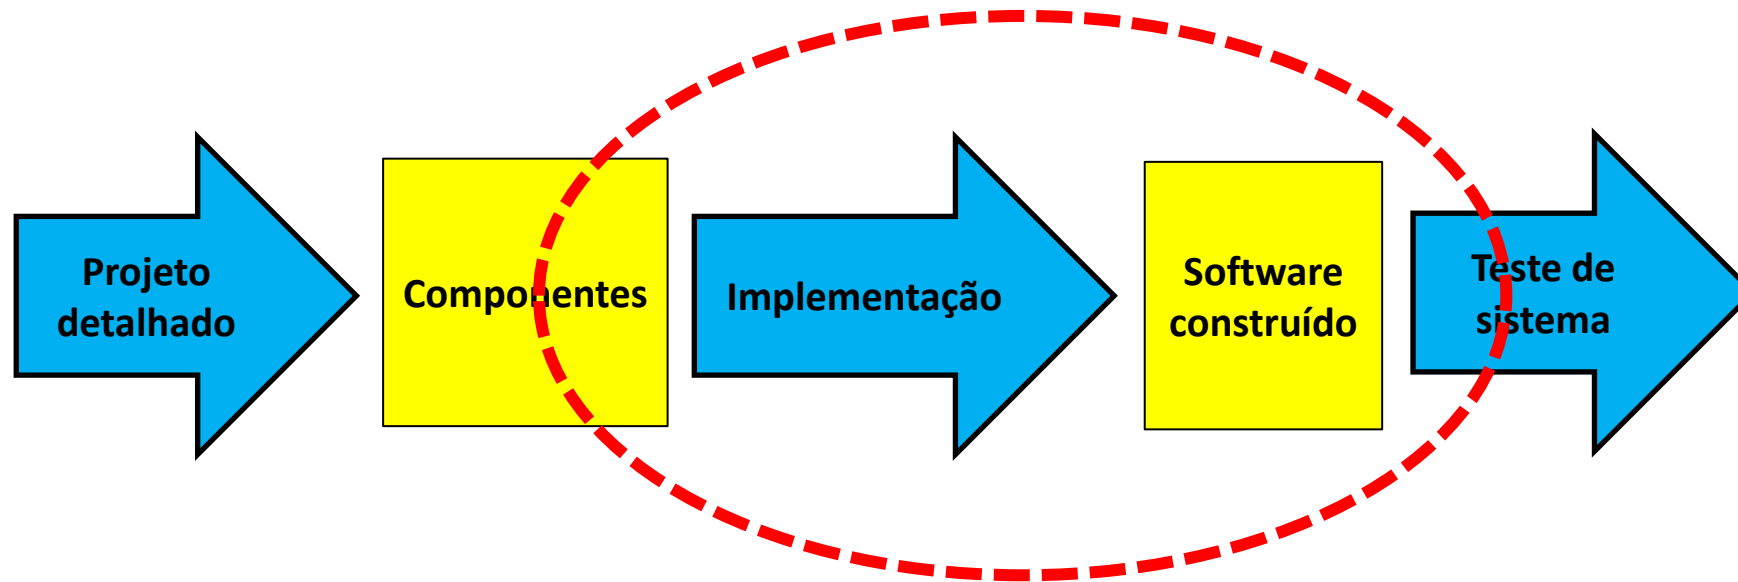 Projeto
detalhado
Componentes
Implementação
Software
construído
Teste de
sistema